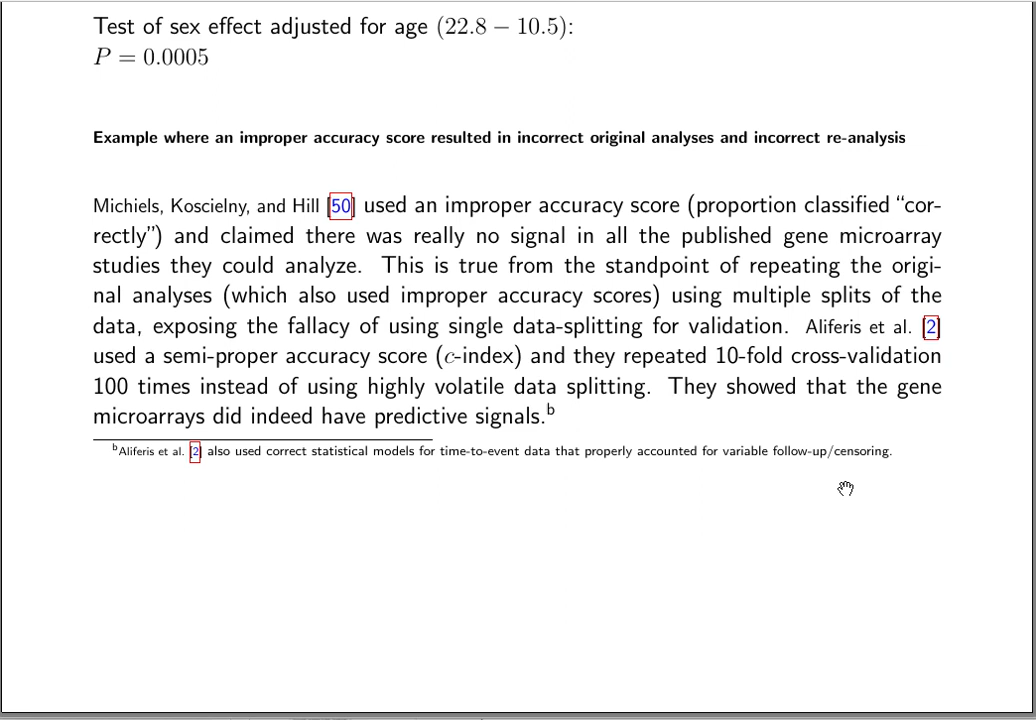 Test of sex effect adjusted for age (22.8 − 10.5):
P = 0.0005
Example where an improper accuracy score resulted in incorrect original analyses and incorrect re-analysis
Michiels, Koscielny, and Hill [50] used an improper accuracy score (proportion classified “cor-
rectly”) and claimed there was really no signal in all the published gene microarray
studies they could analyze. This is true from the standpoint of repeating the origi-
nal analyses (which also used improper accuracy scores) using multiple splits of the
data, exposing the fallacy of using single data-splitting for validation. Aliferis et al. [2]
used a semi-proper accuracy score (c-index) and they repeated 10-fold cross-validation
100 times instead of using highly volatile data splitting. They showed that the gene
microarrays did indeed have predictive signals.b
bAliferis et al. [2] also used correct statistical models for time-to-event data that properly accounted for variable follow-up/censoring.